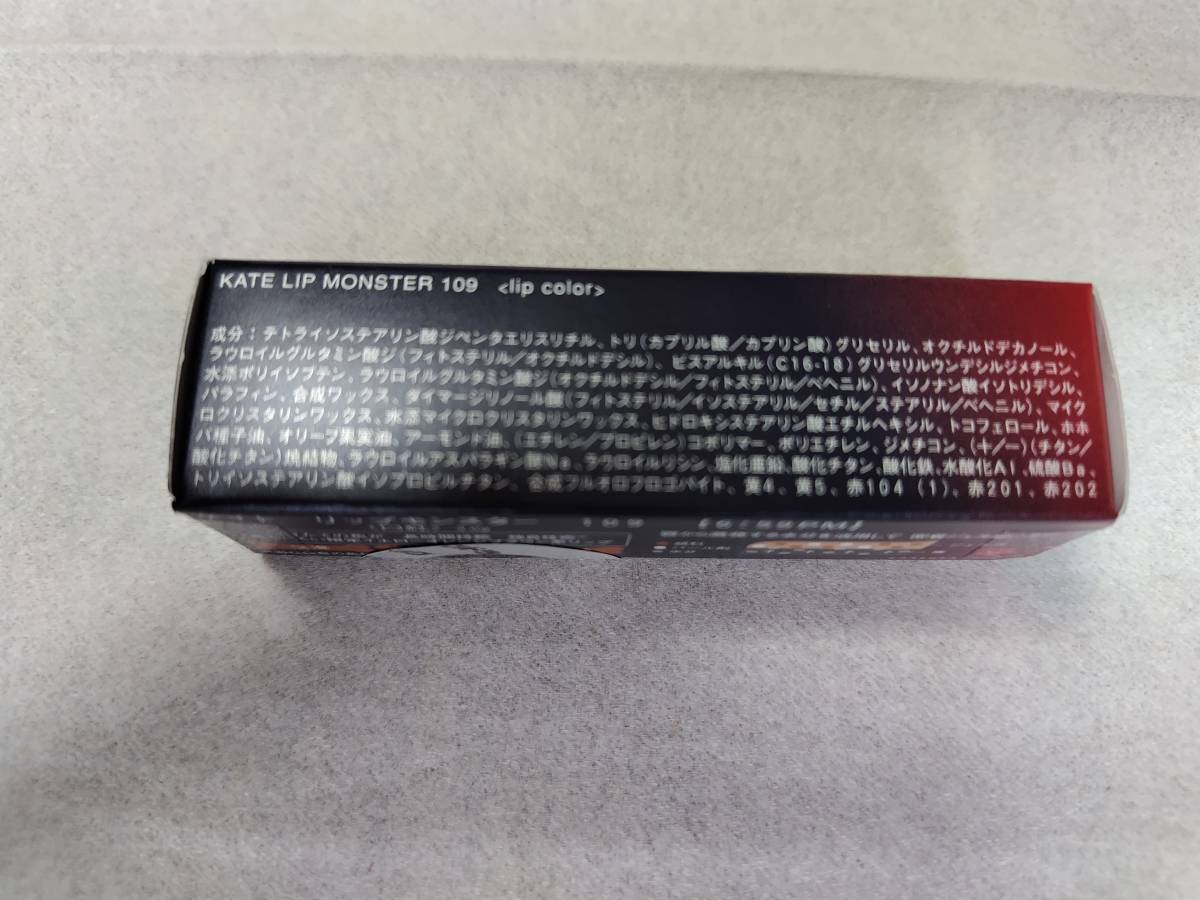 KATE LIP MONSTER 109 <lip color>
成分：テトライソステアリン酸ジペンタエリスリチル、トリ(カプリル酸／カプリン酸)グリセリル、オクチルドデカノール、
ラウロイルグルタミン酸ジ(フィトステリル／オクチルドデシル)、ビスアルキル(C16-18)グリセリルウンデシルジメチコン、
水添ポリイソブテン、ラウロイルグルタミン酸ジ(オクチルドデシル／フィトステリル／ベヘニル)、イソノナン酸イソトリデシル、
パラフィン、合成ワックス、ダイマージリノール酸(フィトステリル／イソステアリル／セチル／ステアリル／ベヘニル)、マイク
ロクリスタリンワックス、水添マイクロクリスタリンワックス、ヒドロキシステアリン酸エチルヘキシル、トコフェロール、ホホ
バ種子油、オリーブ果実油、アーモンド油、(エチレン／プロピレン)コポリマー、ポリエチレン、ジメチコン、(＋/－)(チタン/
酸化チタン)焼結物、ラウロイルアスパラギン酸Na、ラウロイルリシン、塩化亜鉛、酸化チタン、酸化鉄、水酸化Al、硫酸Ba、
トリイソステアリン酸イソプロピルチタン、合成フルオロフロゴパイト、黄4、黄5、赤104 (1)、赤201、赤202
リップモンスター 109